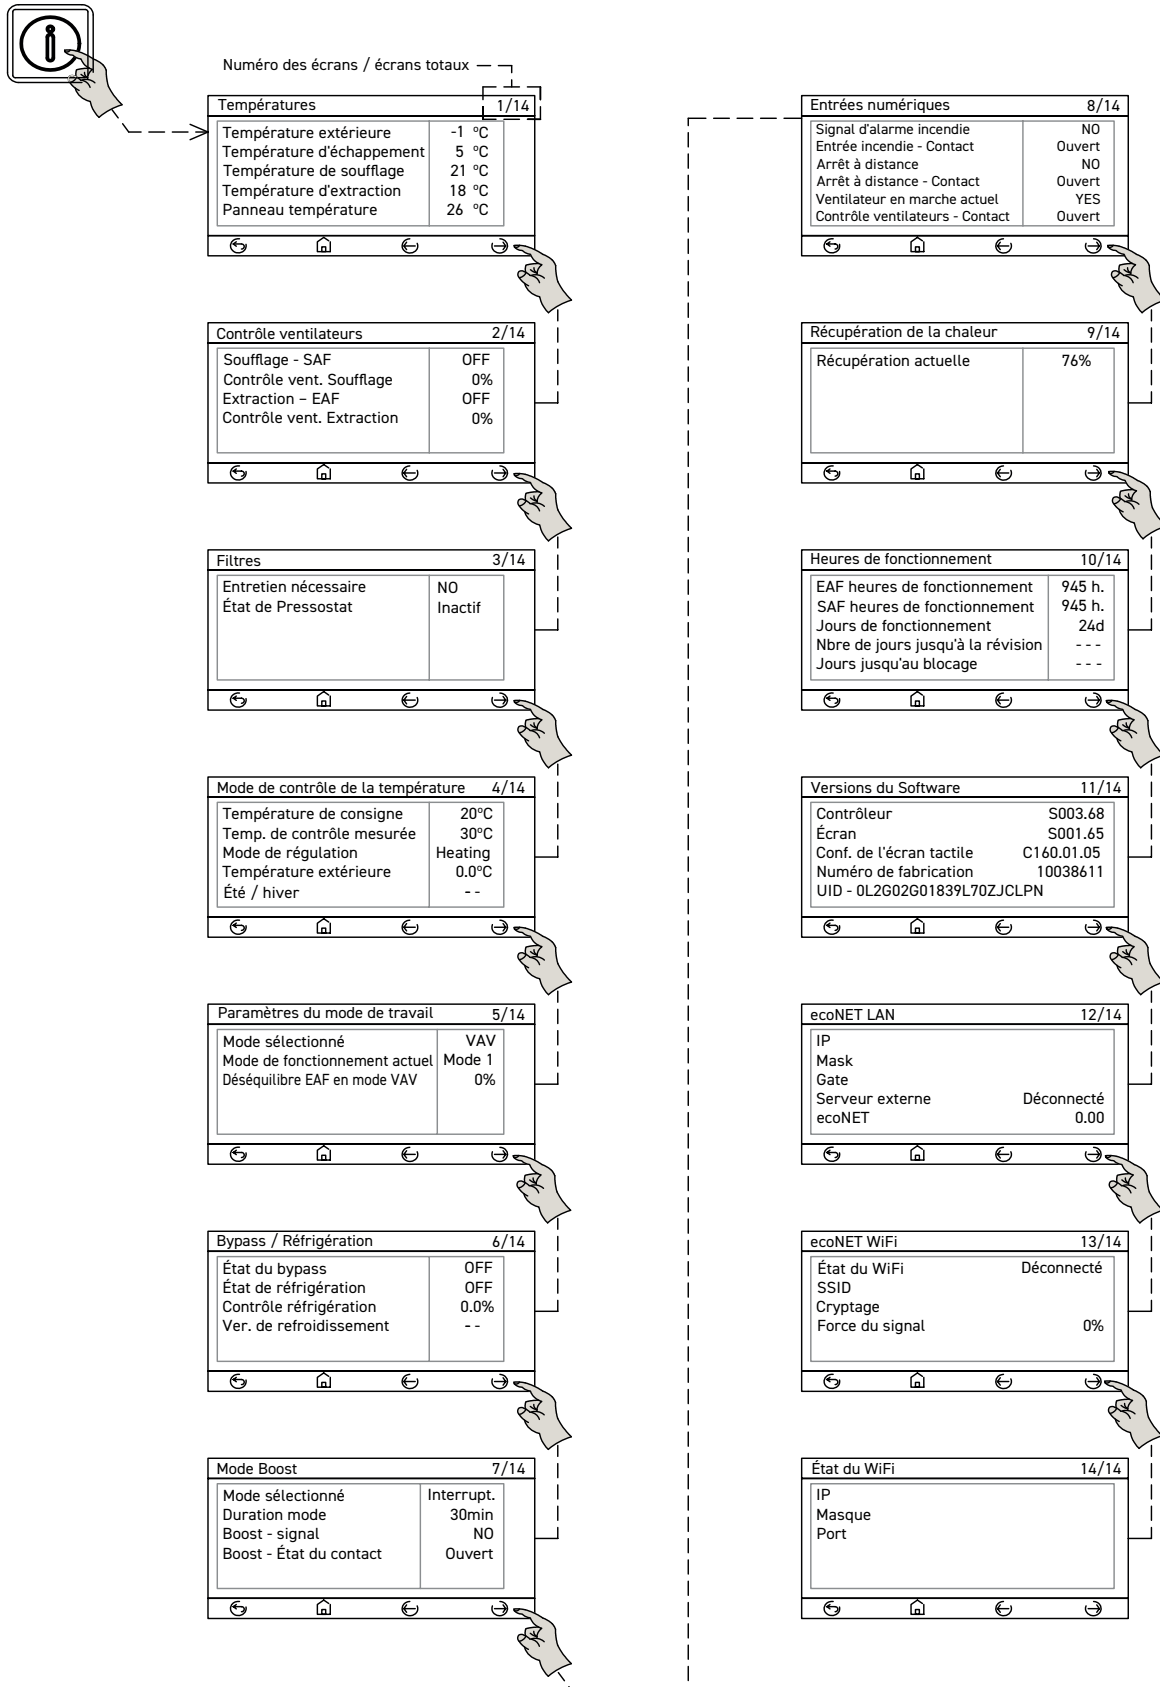 Numéro des écrans / écrans totaux
Températures 1/14
Température extérieure -1 °C
Température d'échappement 5 °C
Température de soufflage 21 °C
Température d'extraction 18 °C
Panneau température 26 °C
Contrôle ventilateurs 2/14
Soufflage - SAF OFF
Contrôle vent. Soufflage 0%
Extraction – EAF OFF
Contrôle vent. Extraction 0%
Filtres 3/14
Entretien nécessaire NO
État de Pressostat Inactif
Mode de contrôle de la température 4/14
Température de consigne 20°C
Temp. de contrôle mesurée 30°C
Mode de régulation Heating
Température extérieure 0.0°C
Été / hiver - -
Paramètres du mode de travail 5/14
Mode sélectionné VAV
Mode de fonctionnement actuel Mode 1
Déséquilibre EAF en mode VAV 0%
Bypass / Réfrigération 6/14
État du bypass OFF
État de réfrigération OFF
Contrôle réfrigération 0.0%
Ver. de refroidissement - -
Mode Boost 7/14
Mode sélectionné Interrupt.
Duration mode 30min
Boost - signal NO
Boost - État du contact Ouvert
Entrées numériques 8/14
Signal d'alarme incendie NO
Entrée incendie - Contact Ouvert
Arrêt à distance NO
Arrêt à distance - Contact Ouvert
Ventilateur en marche actuel YES
Contrôle ventilateurs - Contact Ouvert
Récupération de la chaleur 9/14
Récupération actuelle 76%
Heures de fonctionnement 10/14
EAF heures de fonctionnement 945 h.
SAF heures de fonctionnement 945 h.
Jours de fonctionnement 24d
Nbre de jours jusqu'à la révision - - -
Jours jusqu'au blocage - - -
Versions du Software 11/14
Contrôleur S003.68
Écran S001.65
Conf. de l'écran tactile C160.01.05
Numéro de fabrication 10038611
UID - 0L2G02G01839L70ZJCLPN
ecoNET LAN 12/14
IP
Mask
Gate
Serveur externe Déconnecté
ecoNET 0.00
ecoNET WiFi 13/14
État du WiFi Déconnecté
SSID
Cryptage
Force du signal 0%
État du WiFi 14/14
IP
Masque
Port